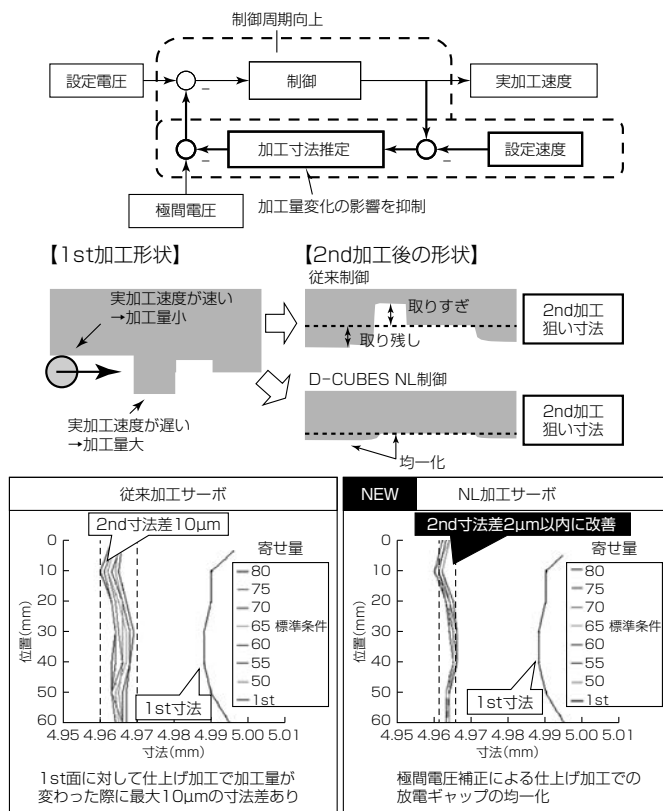 制御周期向上
設定電圧
制御
実加工速度
加工寸法推定
設定速度
極間電圧
加工量変化の影響を抑制
【1st加工形状】
実加工速度が速い
→加工量小
実加工速度が遅い
→加工量大
【2nd加工後の形状】
従来制御
取りすぎ
取り残し
2nd加工
狙い寸法
D-CUBES NL制御
均一化
2nd加工
狙い寸法
従来加工サーボ
2nd寸法差10μm
寄せ量
80
75
70
65 標準条件
60
55
50
1st
1st寸法
位置(mm)
0
10
20
30
40
50
60
4.95 4.96 4.97 4.98 4.99 5.00 5.01
寸法(mm)
1st面に対して仕上げ加工で加工量が
変わった際に最大10μmの寸法差あり
NEW NL加工サーボ
2nd寸法差2μm以内に改善
寄せ量
80
75
70
65 標準条件
60
55
50
1st
1st寸法
位置(mm)
0
10
20
30
40
50
60
4.95 4.96 4.97 4.98 4.99 5.00 5.01
寸法(mm)
極間電圧補正による仕上げ加工での
放電ギャップの均一化